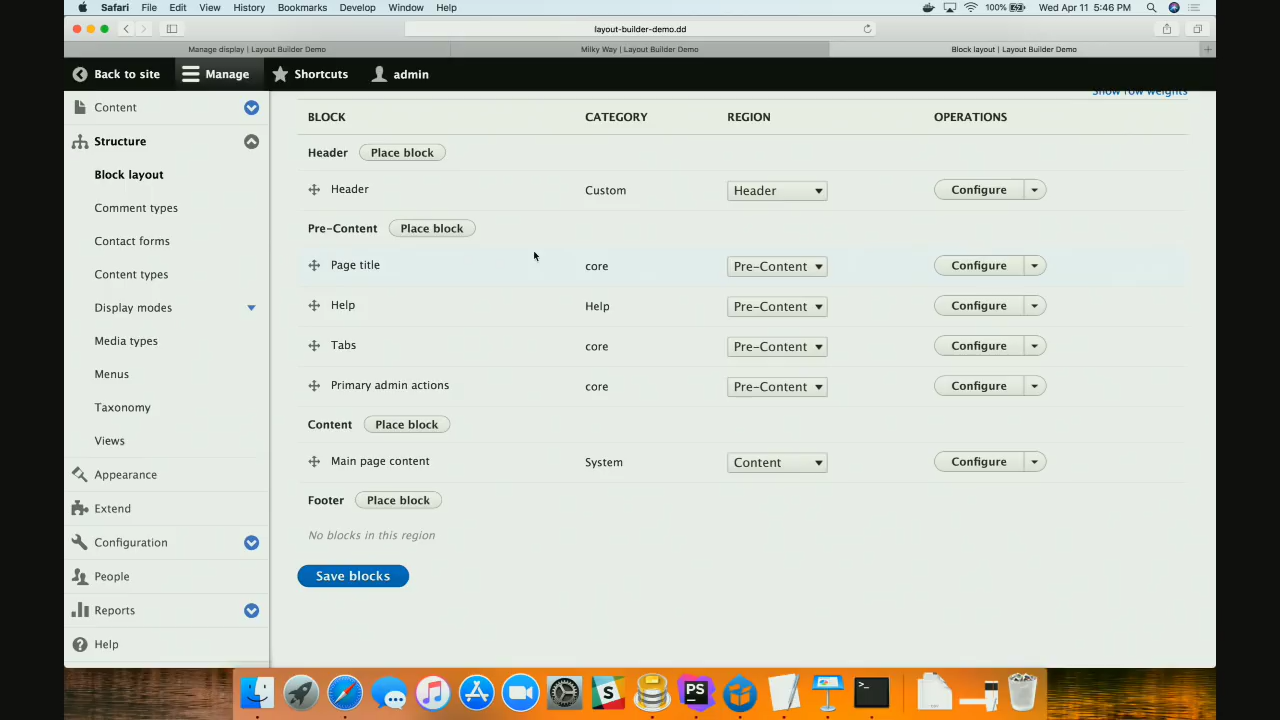 Safari File Edit View History Bookmarks Develop Window Help 100% Wed Apr 11 5:46 PM
layout-builder-demo.dd
Manage display | Layout Builder Demo Milky Way | Layout Builder Demo Block layout | Layout Builder Demo
Back to site Manage Shortcuts admin
Show row weights
Content
Structure
Block layout
Comment types
Contact forms
Content types
Display modes
Media types
Menus
Taxonomy
Views
Appearance
Extend
Configuration
People
Reports
Help
BLOCK CATEGORY REGION OPERATIONS
Header Place block
Header Custom Header Configure
Pre-Content Place block
Page title core Pre-Content Configure
Help Help Pre-Content Configure
Tabs core Pre-Content Configure
Primary admin actions core Pre-Content Configure
Content Place block
Main page content System Content Configure
Footer Place block
No blocks in this region
Save blocks
PS